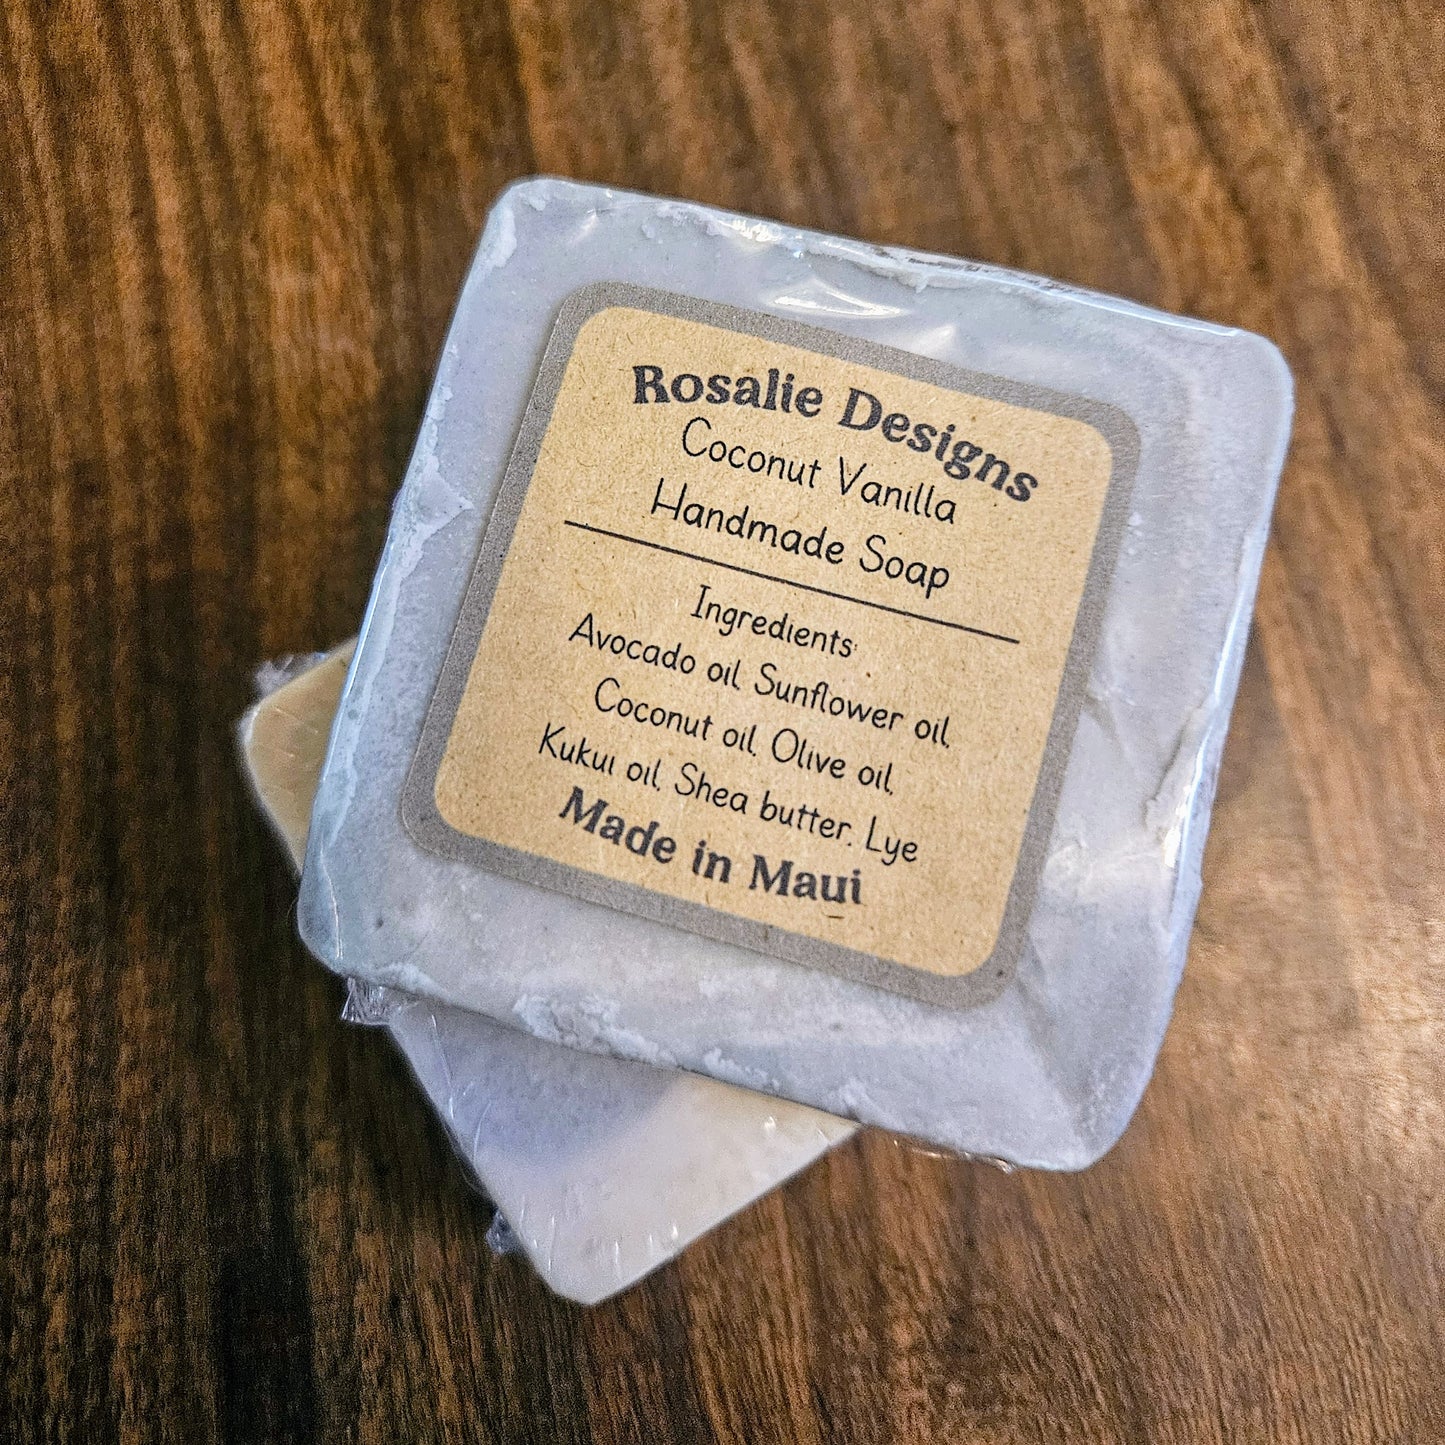 Rosalie Designs
Coconut Vanilla
Handmade Soap
Ingredients:
Avocado oil, Sunflower oil,
Coconut oil, Olive oil,
Kukui oil, Shea butter, Lye
Made in Maui